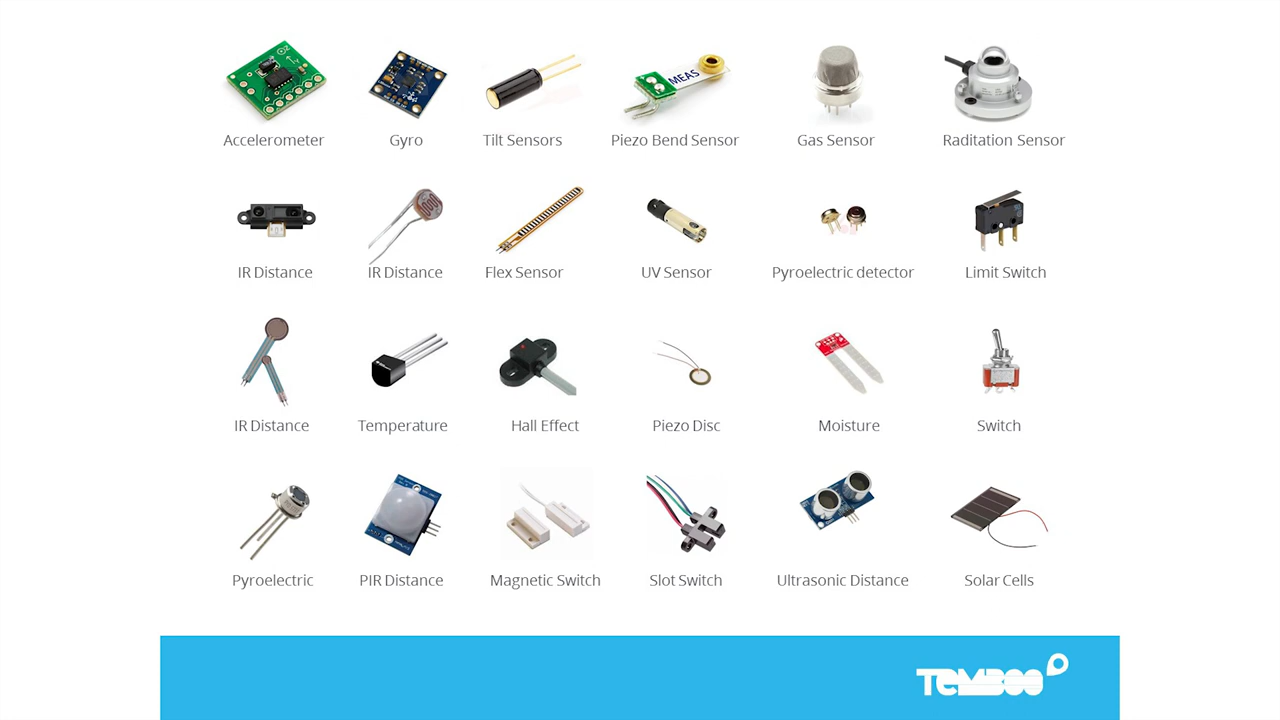 MEAS
Accelerometer
Gyro
Tilt Sensors
Piezo Bend Sensor
Gas Sensor
Raditation Sensor
IR Distance
IR Distance
Flex Sensor
UV Sensor
Pyroelectric detector
Limit Switch
IR Distance
Temperature
Hall Effect
Piezo Disc
Moisture
Switch
Pyroelectric
PIR Distance
Magnetic Switch
Slot Switch
Ultrasonic Distance
Solar Cells
TEMBOO